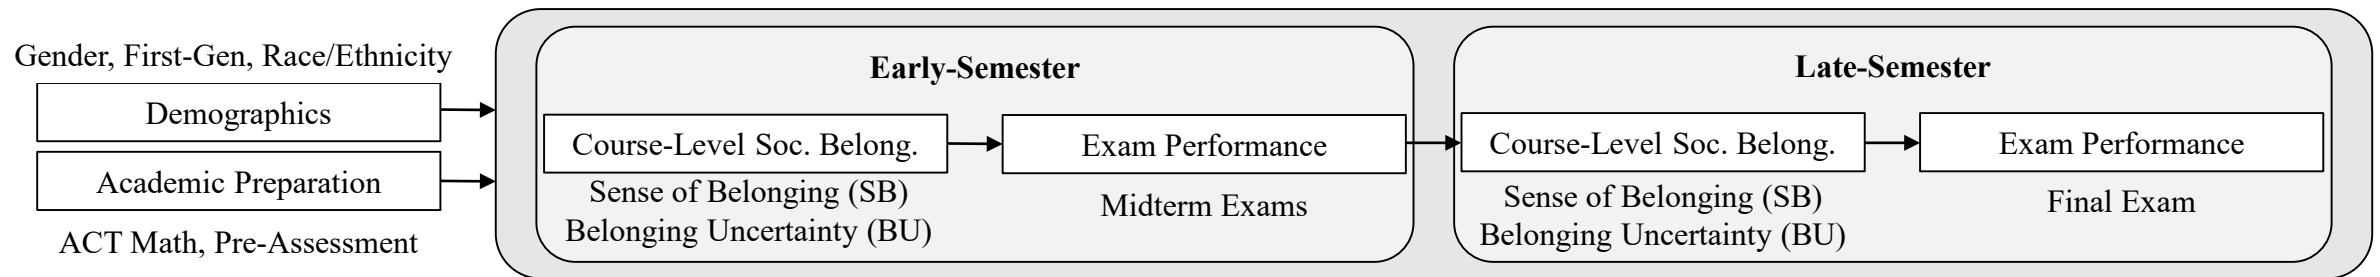 Gender, First-Gen, Race/Ethnicity
Demographics
Academic Preparation
ACT Math, Pre-Assessment
Early-Semester
Course-Level Soc. Belong.
Sense of Belonging (SB)
Belonging Uncertainty (BU)
Exam Performance
Midterm Exams
Late-Semester
Course-Level Soc. Belong.
Sense of Belonging (SB)
Belonging Uncertainty (BU)
Exam Performance
Final Exam